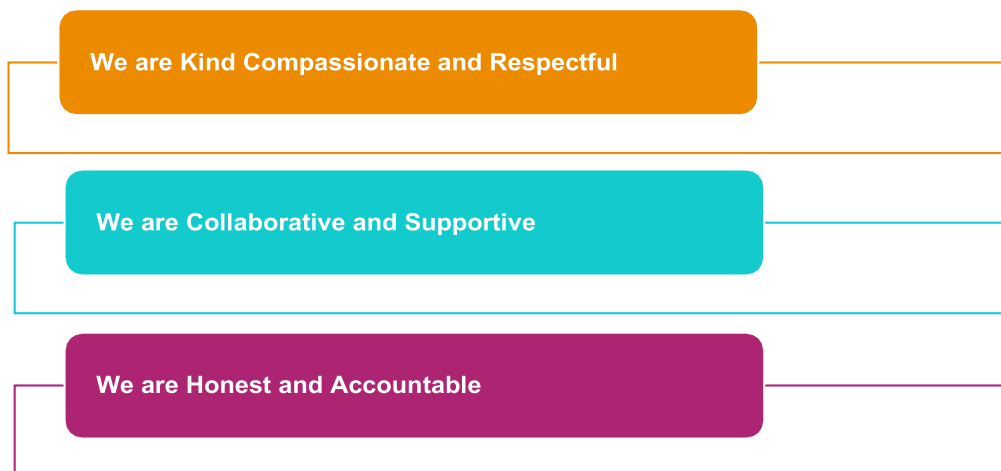 We are Kind Compassionate and Respectful
We are Collaborative and Supportive
We are Honest and Accountable